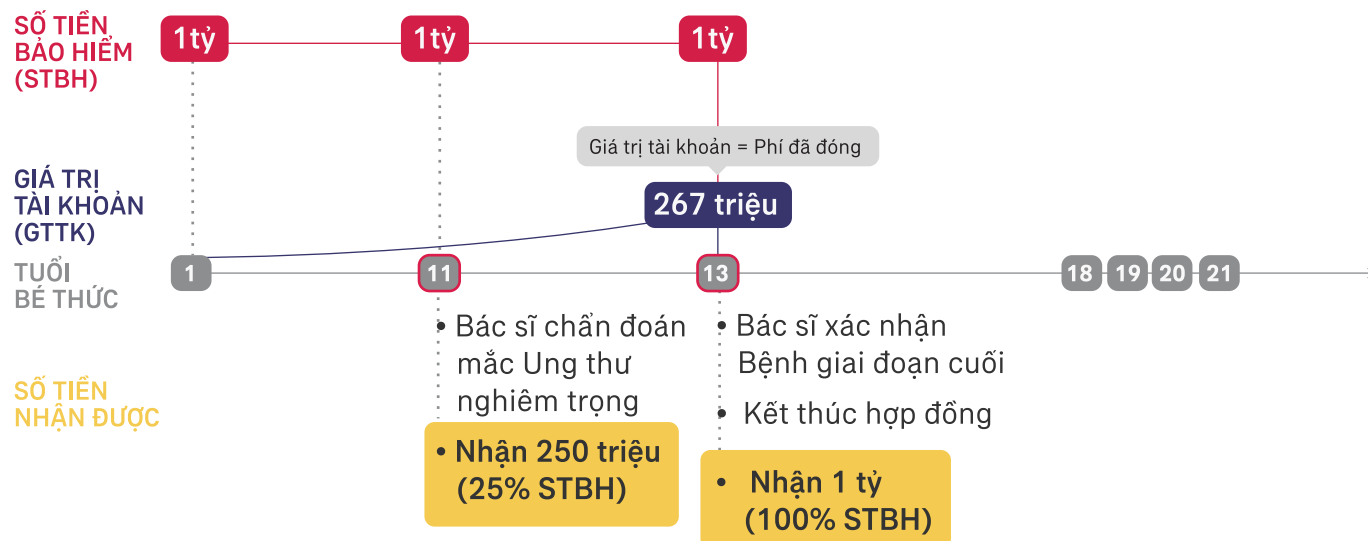 SỐ TIỀN
BẢO HIỂM
(STBH)
1tỷ
1tỷ
1tỷ
Giá trị tài khoản = Phí đã đóng
GIÁ TRỊ
TÀI KHOẢN
(GTTK)
267 triệu
TUỔI
BÉ THỨC
1
11
13
18
19
20
21
• Bác sĩ chẩn đoán
mắc Ung thư
nghiêm trọng
• Nhận 250 triệu
(25% STBH)
• Bác sĩ xác nhận
Bệnh giai đoạn cuối
• Kết thúc hợp đồng
• Nhận 1 tỷ
(100% STBH)
SỐ TIỀN
NHẬN ĐƯỢC